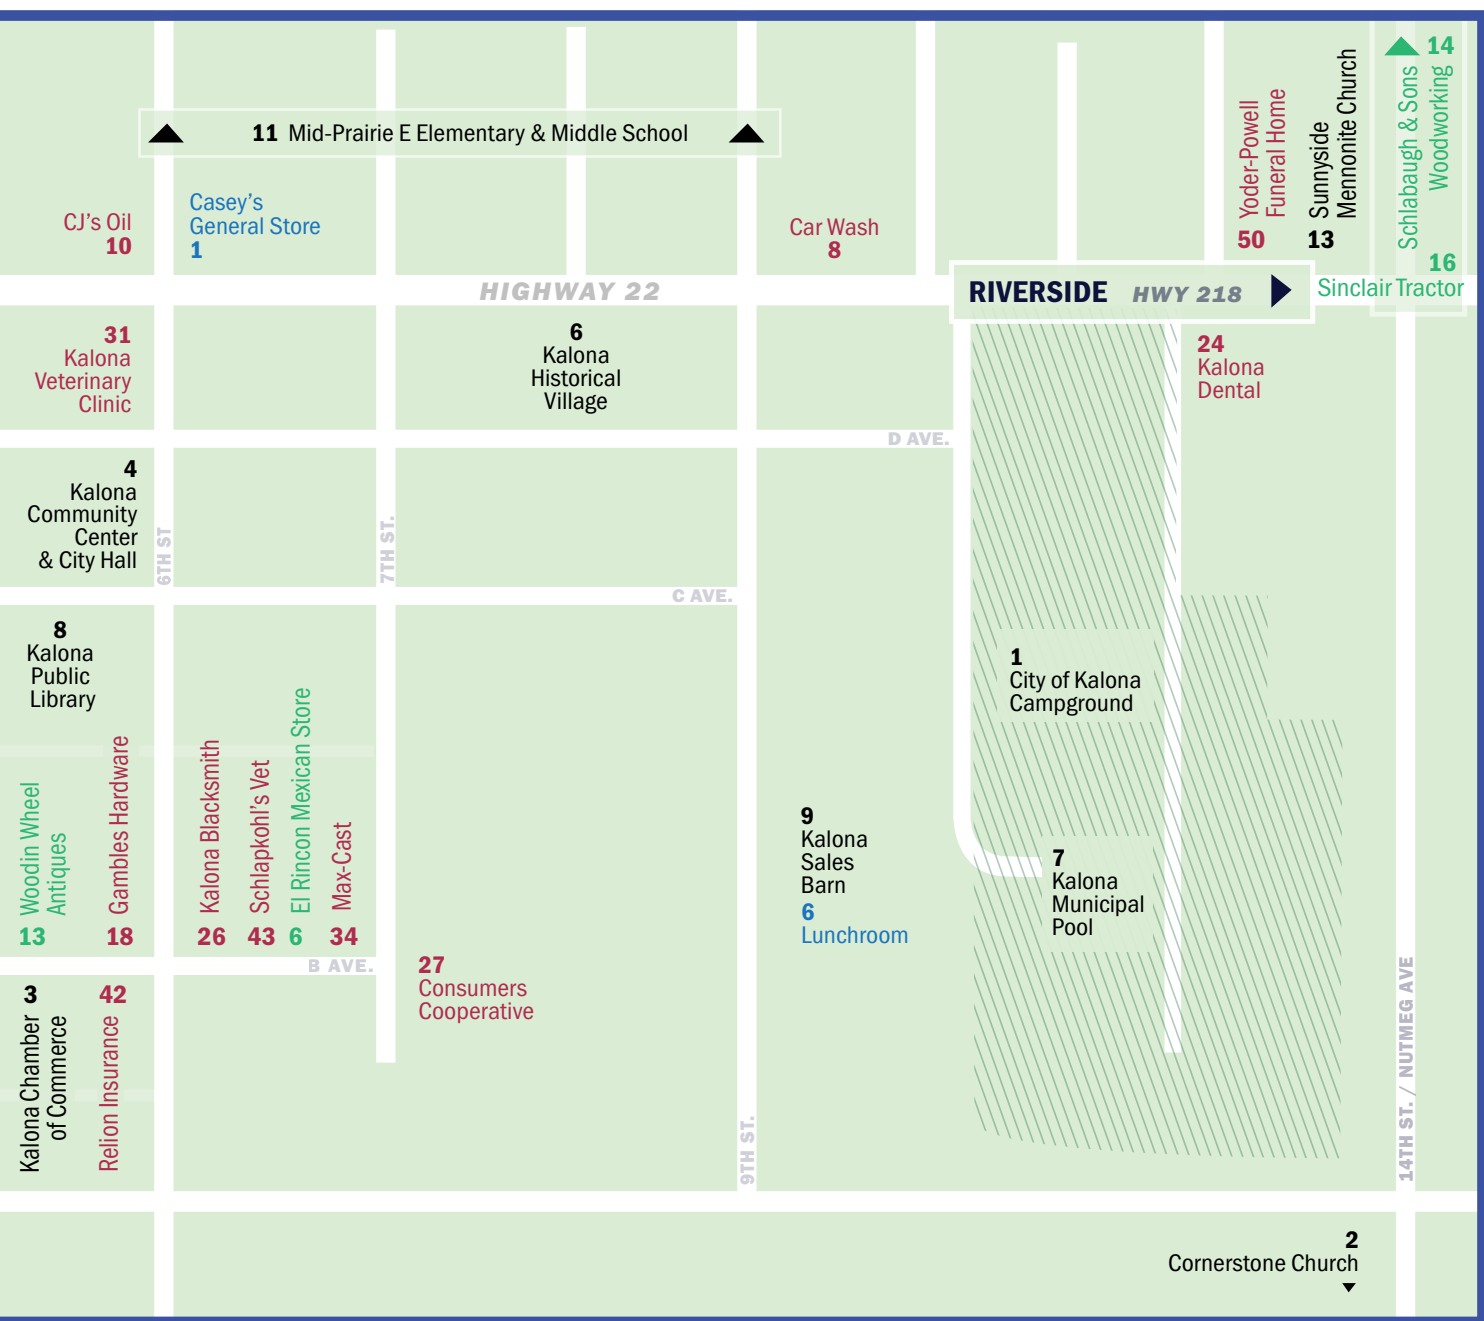 14
Schlabaugh & Sons
Woodworking
11 Mid-Prairie E Elementary & Middle School
Yoder-Powell
Funeral Home
50
Sunnyside
Mennonite Church
13
CJ's Oil
10
Casey's
General Store
1
Car Wash
8
16
Sinclair Tractor
HIGHWAY 22
RIVERSIDE HWY 218
31
Kalona
Veterinary
Clinic
6
Kalona
Historical
Village
24
Kalona
Dental
D AVE.
4
Kalona
Community
Center
& City Hall
6TH ST
7TH ST.
C AVE.
8
Kalona
Public
Library
1
City of Kalona
Campground
Woodin Wheel
Antiques
13
Gambles Hardware
18
Kalona Blacksmith
26
Schlapkohl's Vet
43
El Rincon Mexican Store
6
Max-Cast
34
9
Kalona
Sales
Barn
6
Lunchroom
7
Kalona
Municipal
Pool
B AVE.
27
Consumers
Cooperative
3
Kalona Chamber
of Commerce
42
Relion Insurance
9TH ST.
14TH ST. / NUTMEG AVE
2
Cornerstone Church